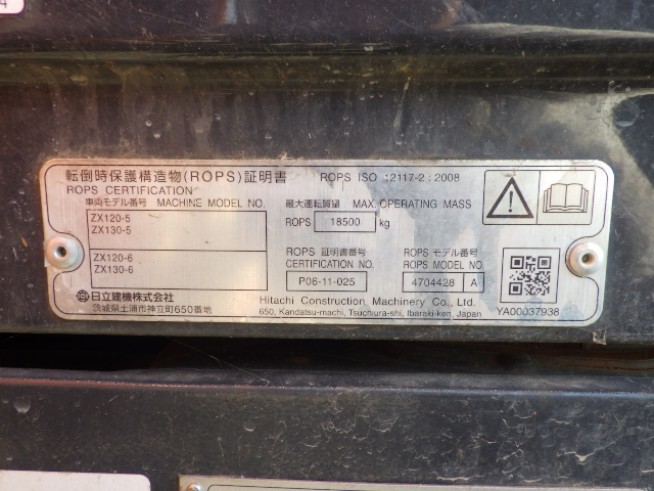 4
転倒時保護構造物(ROPS)証明書 ROPS ISO 12117-2 : 2008
ROPS CERTIFICATION
車両モデル番号 MACHINE MODEL NO.
ZX120-5
ZX130-5
ZX120-6
ZX130-6
最大運転質量 MAX. OPERATING MASS
ROPS 18500 kg
ROPS 証明書番号
CERTIFICATION NO.
P06-11-025
ROPS モデル番号
ROPS MODEL NO.
4704428 A
日立建機株式会社
茨城県土浦市神立町650番地
Hitachi Construction, Machinery Co., Ltd.
650, Kandatsu-machi, Tsuchiura-shi, Ibaraki-ken, Japan
YA00037938